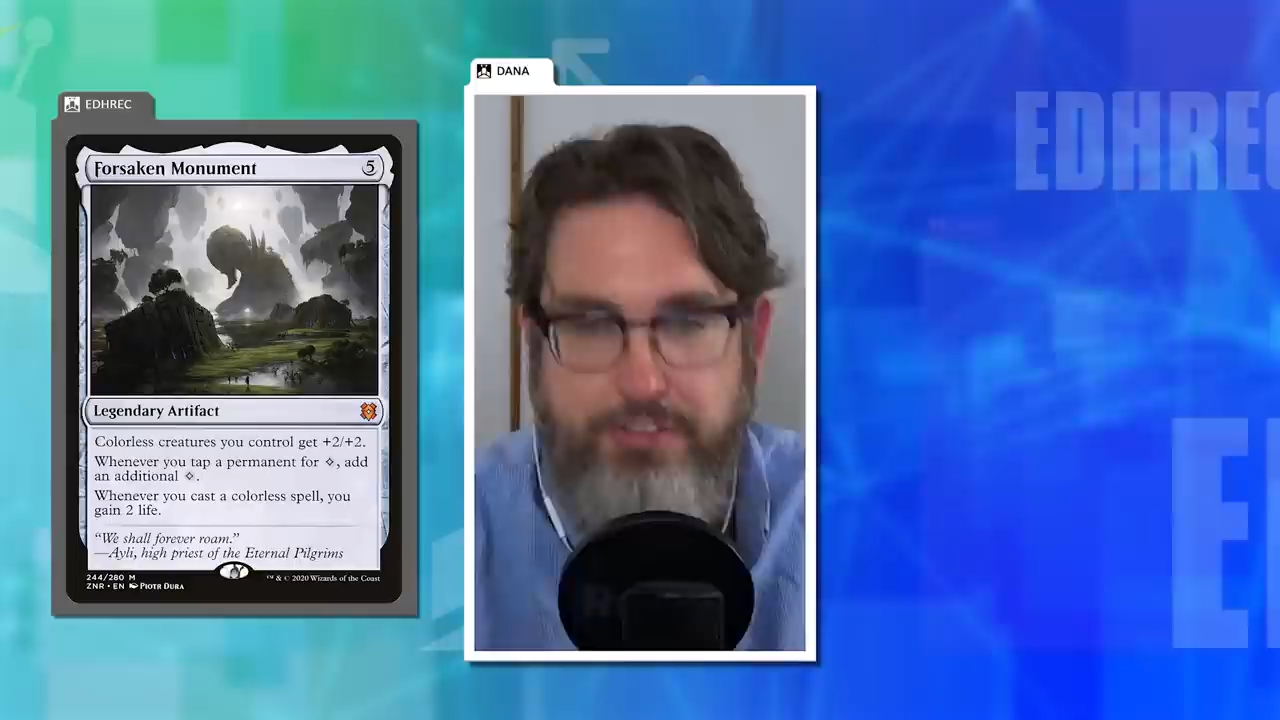 EDHREC
Forsaken Monument 5
Legendary Artifact
Colorless creatures you control get +2/+2.
Whenever you tap a permanent for ◇, add
an additional ◇.
Whenever you cast a colorless spell, you
gain 2 life.
"We shall forever roam."
—Ayli, high priest of the Eternal Pilgrims
244/280 M
ZNR • EN Piotr Dura
™ & © 2020 Wizards of the Coast
DANA
EDHREC
E